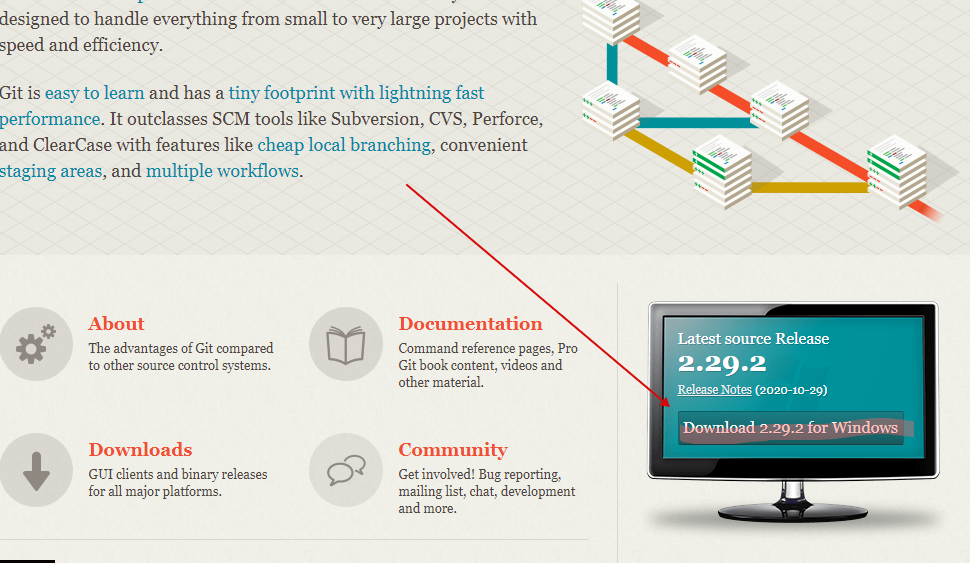 designed to handle everything from small to very large projects with
speed and efficiency.
Git is easy to learn and has a tiny footprint with lightning fast
performance. It outclasses SCM tools like Subversion, CVS, Perforce,
and ClearCase with features like cheap local branching, convenient
staging areas, and multiple workflows.
About
The advantages of Git compared
to other source control systems.
Documentation
Command reference pages, Pro
Git book content, videos and
other material.
Downloads
GUI clients and binary releases
for all major platforms.
Community
Get involved! Bug reporting,
mailing list, chat, development
and more.
Latest source Release
2.29.2
Release Notes (2020-10-29)
Download 2.29.2 for Windows